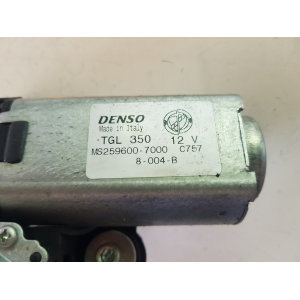 DENSO
Made in Italy
TGL 350 12 V
MS259600-7000 C757
8-004-B